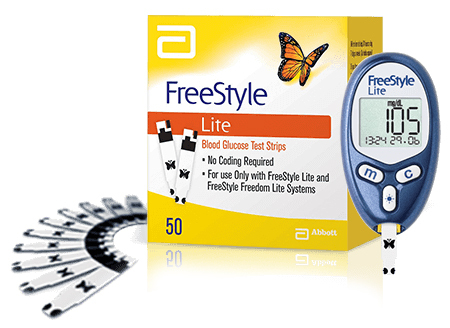 FreeStyle
Lite
Blood Glucose Test Strips
• No Coding Required
• For use Only with FreeStyle Lite and
FreeStyle Freedom Lite Systems
50
Abbott
FreeStyle
Lite
mg/dL
105
13:24 29.06
m
c